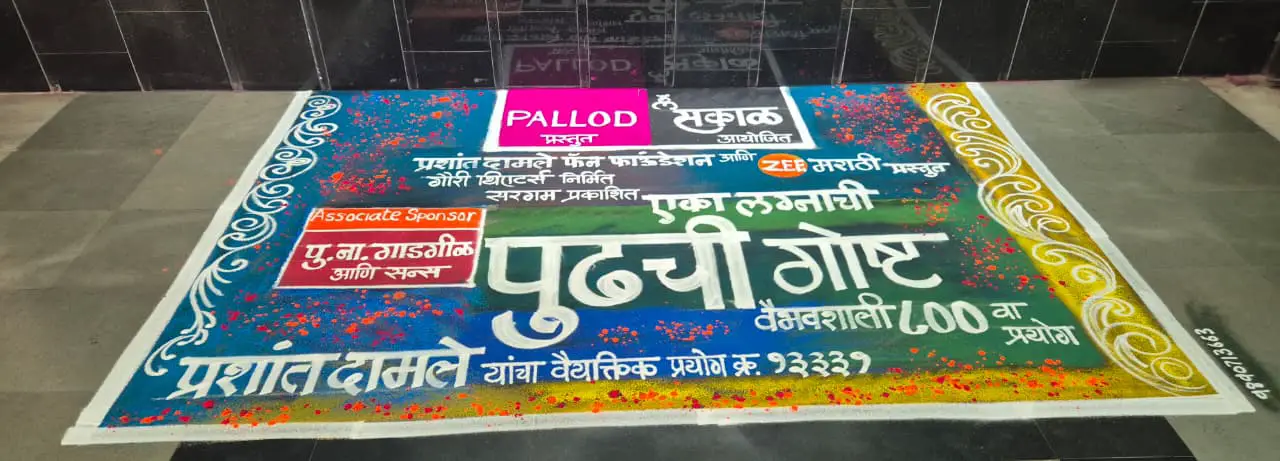 PALLOD
प्रस्तुत
सकाळ
आयोजित
प्रशांत दामले फॅन फाऊंडेशन आणि ZEE मराठी प्रस्तुत
गौरी थिएटर्स निर्मित
सरगम प्रकाशित
एका लग्नाची
पुढची गोष्ट
Associate Sponsor
पु.ना.गाडगीळ
आणि सन्स
वैभवशाली ८०० वा
प्रयोग
प्रशांत दामले यांचा वैयक्तिक प्रयोग क्र. १३३३१